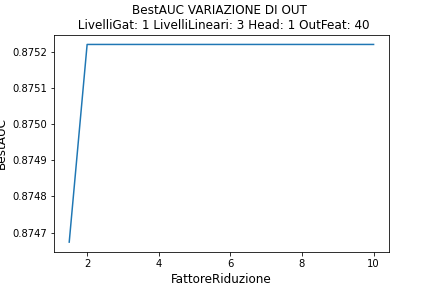 BestAUC VARIAZIONE DI OUT
LivelliGat: 1 LivelliLineari: 3 Head: 1 OutFeat: 40
BestAUC
0.8752
0.8751
0.8750
0.8749
0.8748
0.8747
2 4 6 8 10
FattoreRiduzione